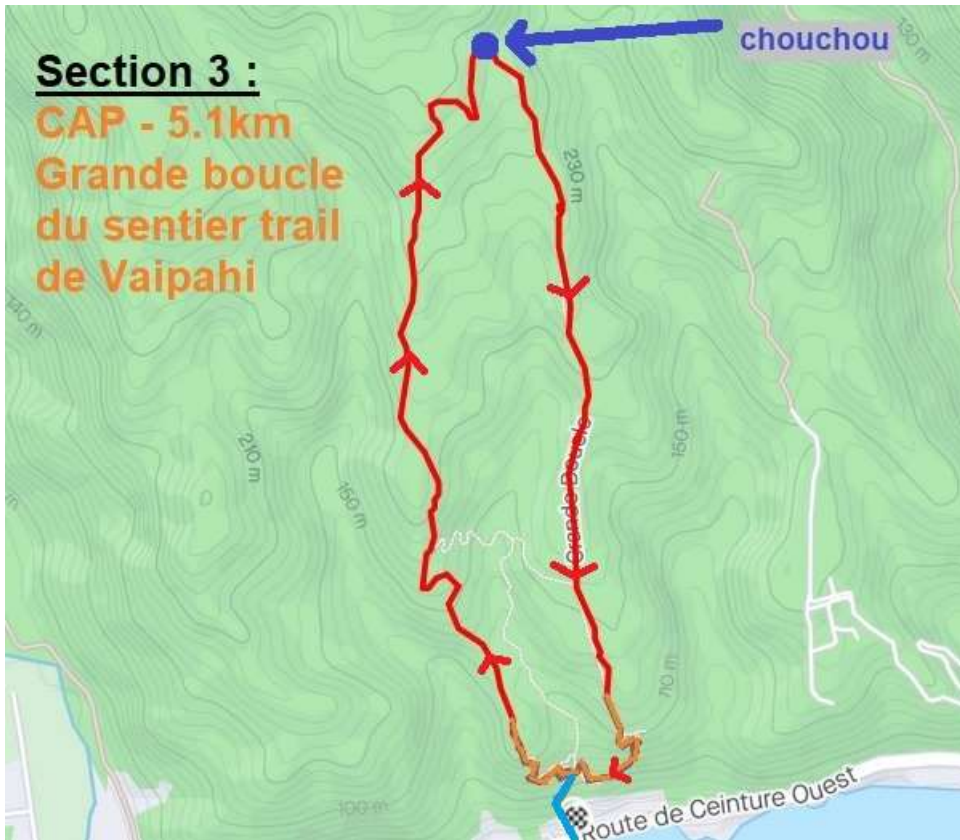 Section 3 :
CAP - 5.1km
Grande boucle
du sentier trail
de Vaipahi
chouchou
130 m
230 m
210 m
150 m
150 m
Grande Boucle
110 m
100 m
Route de Ceinture Ouest